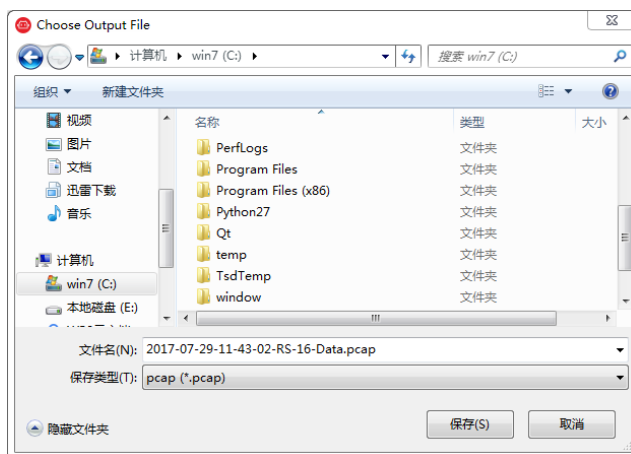 Choose Output File
计算机 ▸ win7 (C:) ▸ 搜索 win7 (C:)
组织 新建文件夹
视频
图片
文档
迅雷下载
音乐
计算机
win7 (C:)
本地磁盘 (E:)
名称 类型 大小
PerfLogs 文件夹
Program Files 文件夹
Program Files (x86) 文件夹
Python27 文件夹
Qt 文件夹
temp 文件夹
TsdTemp 文件夹
window 文件夹
文件名(N): 2017-07-29-11-43-02-RS-16-Data.pcap
保存类型(T): pcap (*.pcap)
隐藏文件夹 保存(S) 取消